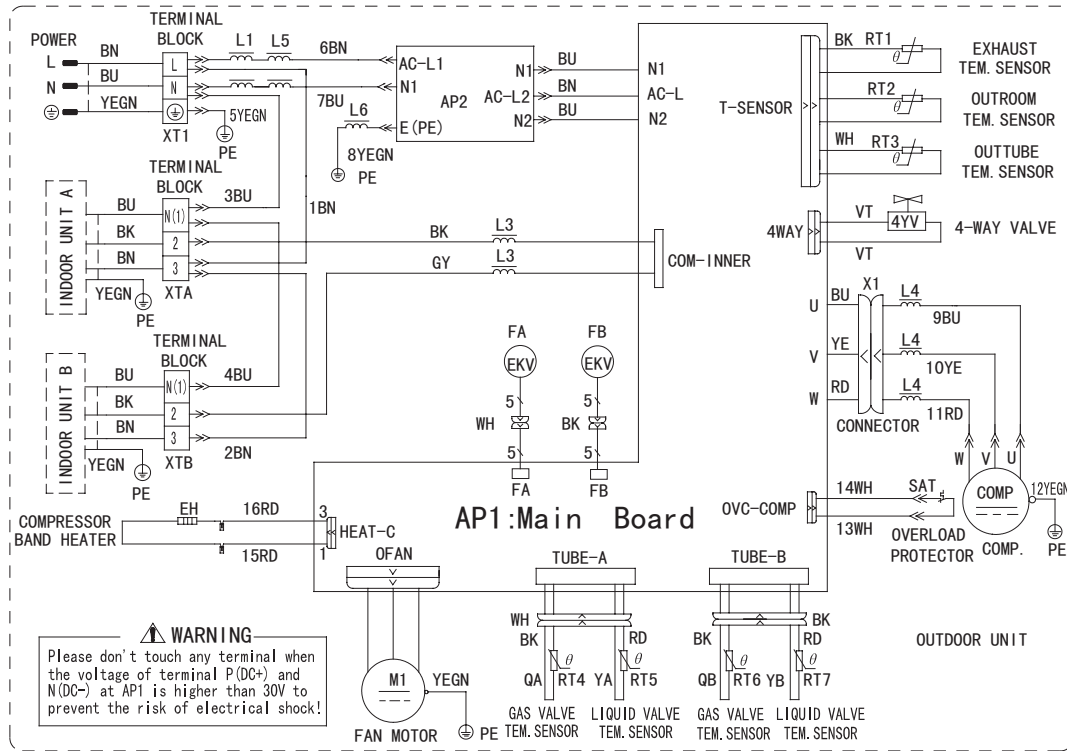 POWER
L
BN
N
BU
YEGN
TERMINAL
BLOCK
L
N
XT1
5YEGN
PE
L1
L5
6BN
7BU
L6
8YEGN
PE
AC-L1
N1
E(PE)
AP2
N1
AC-L2
N2
BU
BN
BU
N1
AC-L
N2
T-SENSOR
BK
RT1
θ
EXHAUST
TEM. SENSOR
RT2
θ
OUTROOM
TEM. SENSOR
WH
RT3
θ
OUTTUBE
TEM. SENSOR
4WAY
VT
4YV
VT
4-WAY VALVE
INDOOR UNIT A
BU
BK
BN
YEGN
PE
TERMINAL
BLOCK
N(1)
2
3
XTA
3BU
1BN
BK
L3
GY
L3
COM-INNER
INDOOR UNIT B
BU
BK
BN
YEGN
PE
TERMINAL
BLOCK
N(1)
2
3
XTB
4BU
2BN
FA
EKV
5
WH
5
FA
FB
EKV
5
BK
5
FB
U
BU
V
YE
W
RD
X1
CONNECTOR
L4
9BU
L4
10YE
L4
11RD
W
V
U
COMP
COMP.
12YEGN
PE
OVC-COMP
14WH
SAT
13WH
OVERLOAD
PROTECTOR
COMPRESSOR
BAND HEATER
EH
16RD
15RD
3
1
HEAT-C
AP1:Main Board
OFAN
M1
YEGN
PE
FAN MOTOR
TUBE-A
WH
BK
RD
θ
θ
QA
RT4
YA
RT5
GAS VALVE
TEM. SENSOR
LIQUID VALVE
TEM. SENSOR
TUBE-B
BK
BK
RD
θ
θ
QB
RT6
YB
RT7
GAS VALVE
TEM. SENSOR
LIQUID VALVE
TEM. SENSOR
OUTDOOR UNIT
WARNING
Please don't touch any terminal when
the voltage of terminal P(DC+) and
N(DC-) at AP1 is higher than 30V to
prevent the risk of electrical shock!